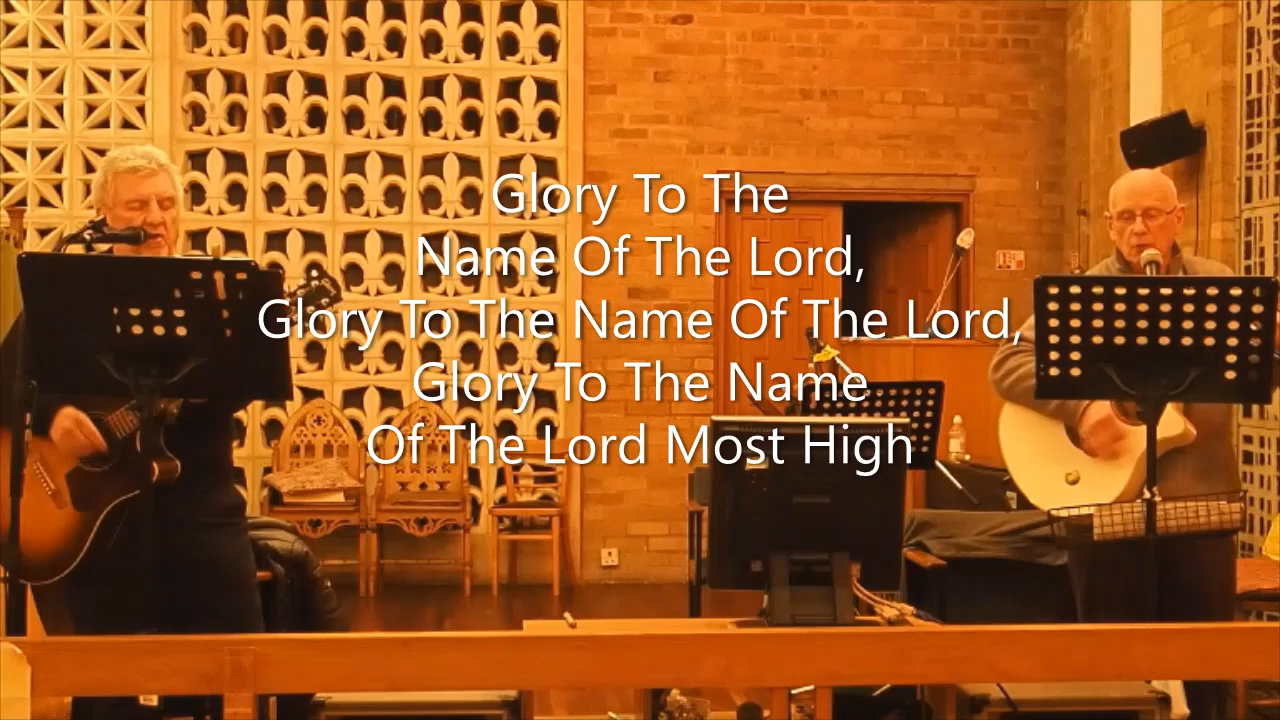 Glory To The
Name Of The Lord,
Glory To The Name Of The Lord,
Glory To The Name
Of The Lord Most High